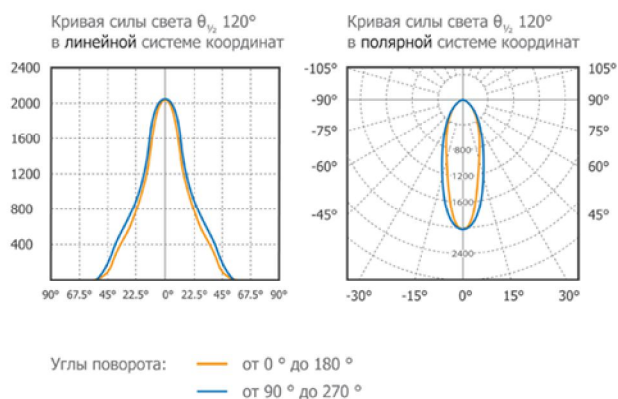 Кривая силы света θ½ 120°
в линейной системе координат
Кривая силы света θ½ 120°
в полярной системе координат
2400
2000
1600
1200
800
400
90° 67.5° 45° 22.5° 0° 22.5° 45° 67.5° 90°
-105° 105°
-90° 90°
-75° 75°
-60° 60°
-45° 45°
800
1200
1600
2400
-30° -15° 0° 15° 30°
Углы поворота:
от 0 ° до 180 °
от 90 ° до 270 °